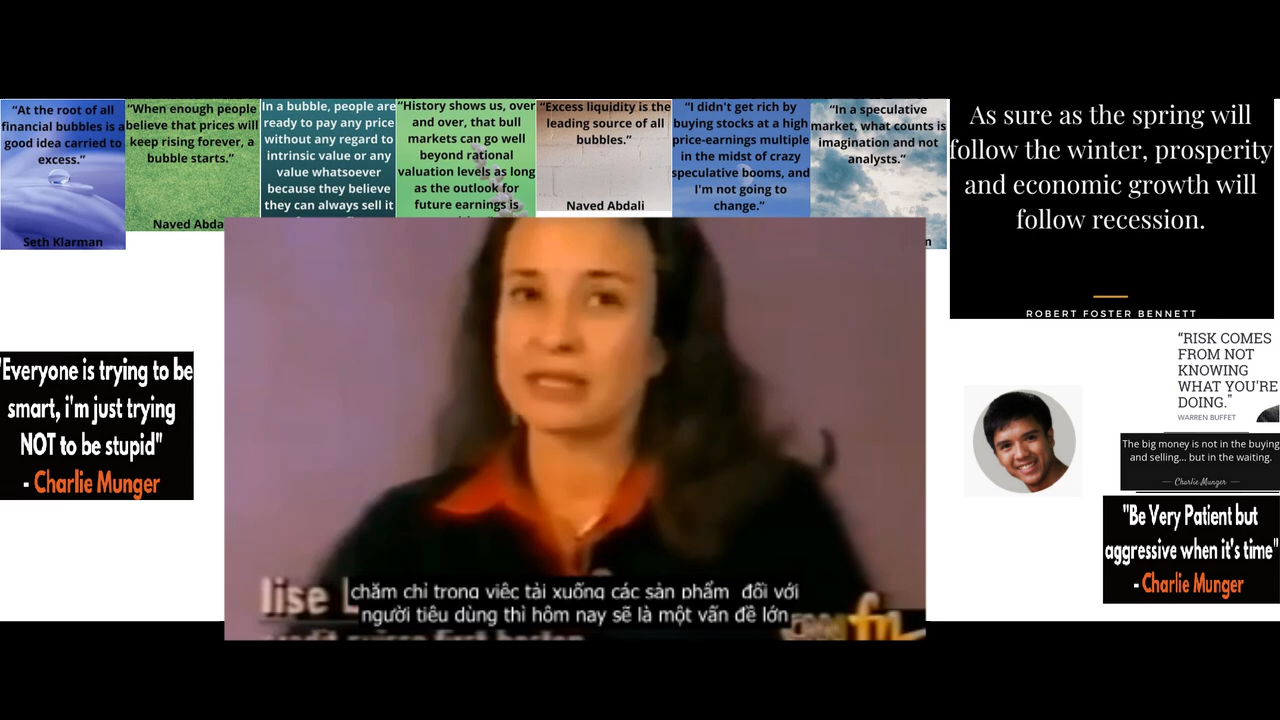 “At the root of all
financial bubbles is a
good idea carried to
excess.”
Seth Klarman
“When enough people
believe that prices will
keep rising forever, a
bubble starts.”
Naved Abda
In a bubble, people are
ready to pay any price
without any regard to
intrinsic value or any
value whatsoever
because they believe
they can always sell it
“History shows us, over
and over, that bull
markets can go well
beyond rational
valuation levels as long
as the outlook for
future earnings is
“Excess liquidity is the
leading source of all
bubbles.”
Naved Abdali
“I didn't get rich by
buying stocks at a high
price-earnings multiple
in the midst of crazy
speculative booms, and
I'm not going to
change.”
“In a speculative
market, what counts is
imagination and not
analysts.”
As sure as the spring will
follow the winter, prosperity
and economic growth will
follow recession.
ROBERT FOSTER BENNETT
"Everyone is trying to be
smart, i'm just trying
NOT to be stupid"
- Charlie Munger
“RISK COMES
FROM NOT
KNOWING
WHAT YOU'RE
DOING.”
WARREN BUFFET
The big money is not in the buying
and selling... but in the waiting.
— Charlie Munger —
"Be Very Patient but
aggressive when it's time"
- Charlie Munger
lise L
chăm chỉ trong việc tải xuống các sản phẩm đối với
người tiêu dùng thì hôm nay sẽ là một vấn đề lớn
fn